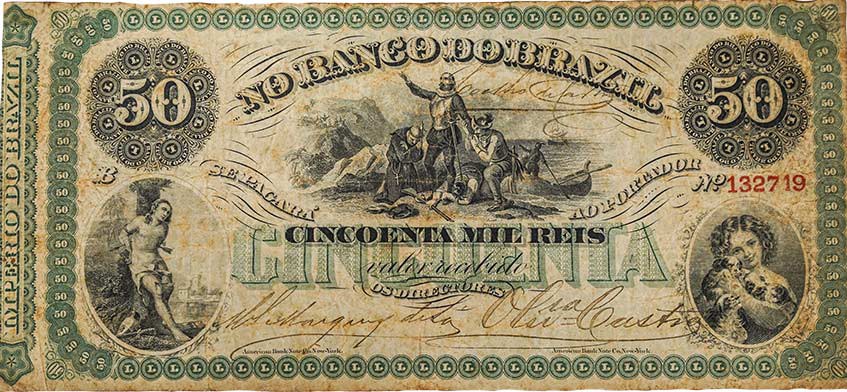 IMPERIO DO BRAZIL
50
NO BANCO DO BRAZIL
50
SE PAGARÁ
AO PORTADOR
B
Nº 132719
CINCOENTA MIL REIS
CINCOENTA
valor recebido
OS DIRECTORES
American Bank Note Co. New-York.
American Bank Note Co. New-York.